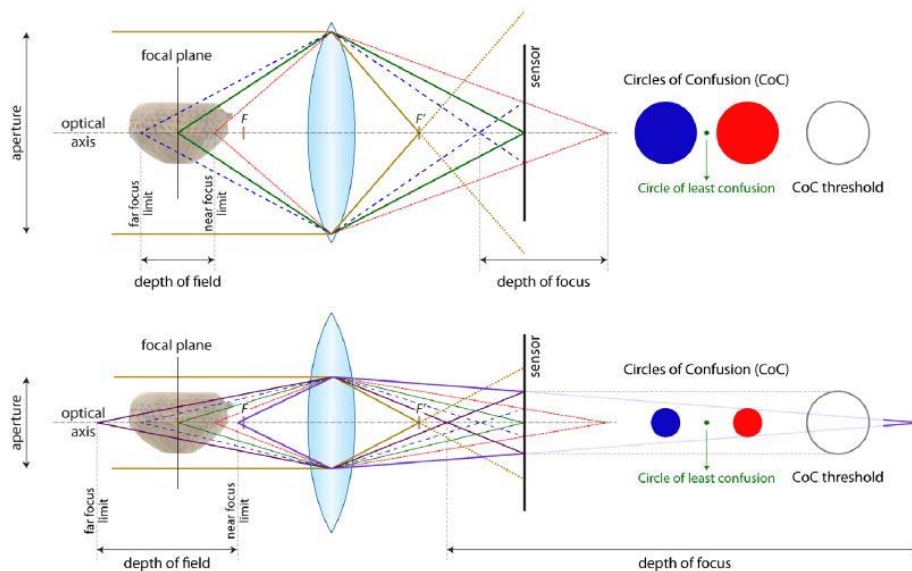 focal plane
aperture
optical
axis
F
F'
sensor
far focus
limit
near focus
limit
depth of field
depth of focus
Circles of Confusion (CoC)
Circle of least confusion
CoC threshold
focal plane
aperture
optical
axis
F
F'
sensor
far focus
limit
near focus
limit
depth of field
depth of focus
Circles of Confusion (CoC)
Circle of least confusion
CoC threshold